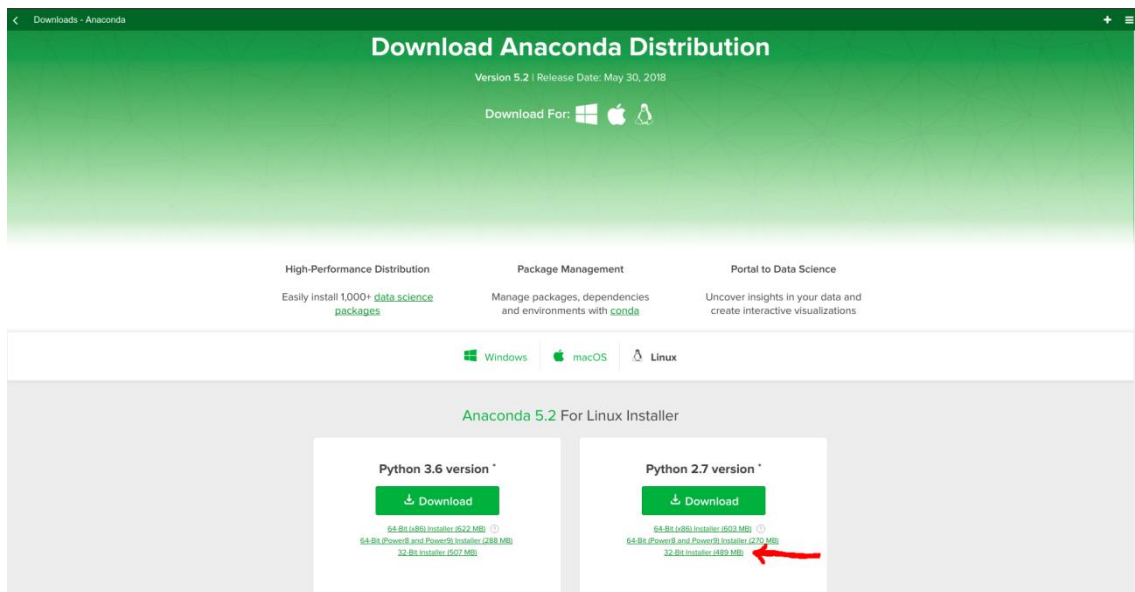 Downloads - Anaconda
Download Anaconda Distribution
Version 5.2 | Release Date: May 30, 2018
Download For:
High-Performance Distribution
Easily install 1,000+ data science
packages
Package Management
Manage packages, dependencies
and environments with conda
Portal to Data Science
Uncover insights in your data and
create interactive visualizations
Windows
macOS
Linux
Anaconda 5.2 For Linux Installer
Python 3.6 version *
Download
64-Bit (x86) Installer (622 MB) ?
64-Bit (Power8 and Power9) Installer (288 MB)
32-Bit Installer (507 MB)
Python 2.7 version *
Download
64-Bit (x86) Installer (603 MB) ?
64-Bit (Power8 and Power9) Installer (270 MB)
32-Bit Installer (489 MB)